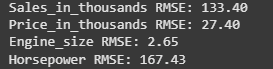 Sales_in_thousands RMSE: 133.40
Price_in_thousands RMSE: 27.40
Engine_size RMSE: 2.65
Horsepower RMSE: 167.43